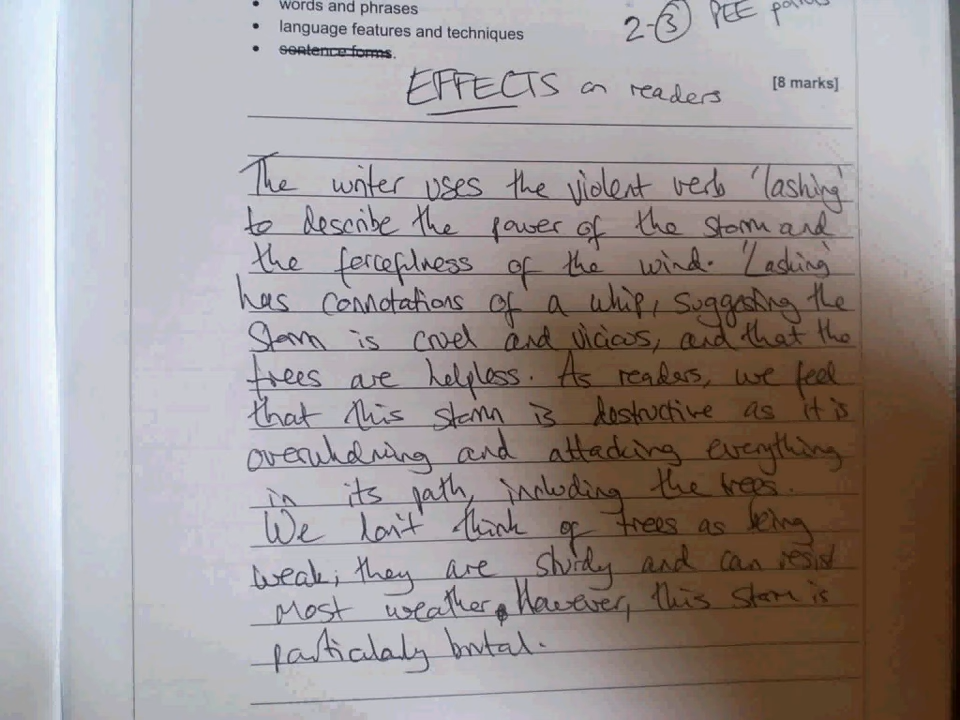 • words and phrases
• language features and techniques
• sentence forms.
2-3 PEE points
EFFECTS on readers
[8 marks]
The writer uses the violent verb 'lashing'
to describe the power of the storm and
the forcefulness of the wind. 'Lashing'
has connotations of a whip, suggesting the
storm is cruel and vicious, and that the
trees are helpless. As readers, we feel
that this storm is destructive as it is
overwhelming and attacking everything
in its path, including the trees.
We don't think of trees as being
weak; they are sturdy and can resist
most weather. However, this storm is
particularly brutal.